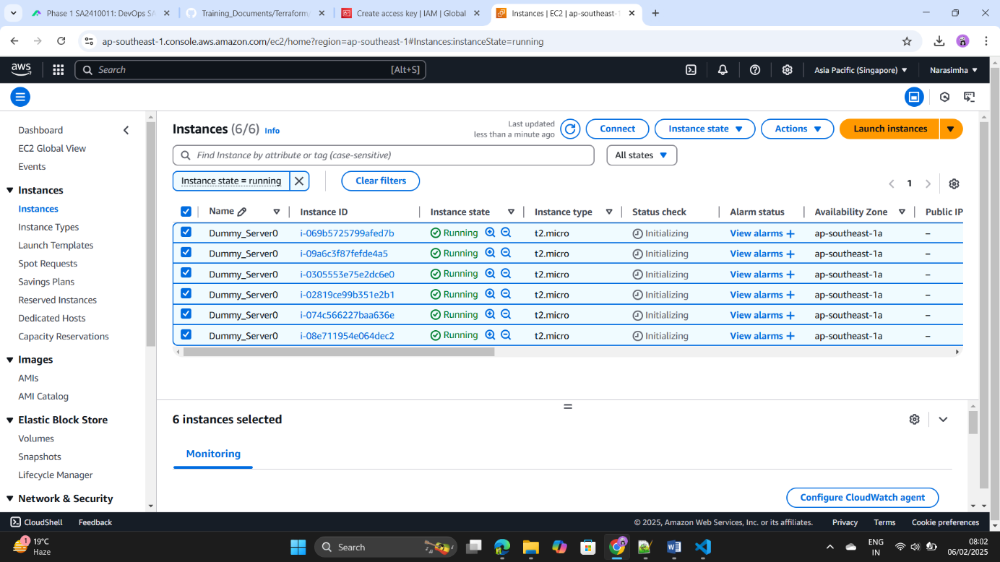 Phase 1 SA2410011: DevOps SA
Training_Documents/Terraform/
Create access key | IAM | Global
Instances | EC2 | ap-southeast-1
ap-southeast-1.console.aws.amazon.com/ec2/home?region=ap-southeast-1#Instances:instanceState=running
aws
Search [Alt+S]
Asia Pacific (Singapore)
Narasimha
Dashboard
EC2 Global View
Events
Instances
Instances
Instance Types
Launch Templates
Spot Requests
Savings Plans
Reserved Instances
Dedicated Hosts
Capacity Reservations
Images
AMIs
AMI Catalog
Elastic Block Store
Volumes
Snapshots
Lifecycle Manager
Network & Security
Instances (6/6) Info
Last updated
less than a minute ago
Connect
Instance state
Actions
Launch instances
Find Instance by attribute or tag (case-sensitive)
All states
Instance state = running
Clear filters
1
Name Instance ID Instance state Instance type Status check Alarm status Availability Zone Public IP
Dummy_Server0 i-069b5725799afed7b Running t2.micro Initializing View alarms + ap-southeast-1a –
Dummy_Server0 i-09a6c3f87fefde4a5 Running t2.micro Initializing View alarms + ap-southeast-1a –
Dummy_Server0 i-0305553e75e2dc6e0 Running t2.micro Initializing View alarms + ap-southeast-1a –
Dummy_Server0 i-02819ce99b351e2b1 Running t2.micro Initializing View alarms + ap-southeast-1a –
Dummy_Server0 i-074c566227baa636e Running t2.micro Initializing View alarms + ap-southeast-1a –
Dummy_Server0 i-08e711954e064dec2 Running t2.micro Initializing View alarms + ap-southeast-1a –
6 instances selected
Monitoring
Configure CloudWatch agent
CloudShell Feedback © 2025, Amazon Web Services, Inc. or its affiliates. Privacy Terms Cookie preferences
1
19°C
Haze
Search
ENG
IN
08:02
06/02/2025